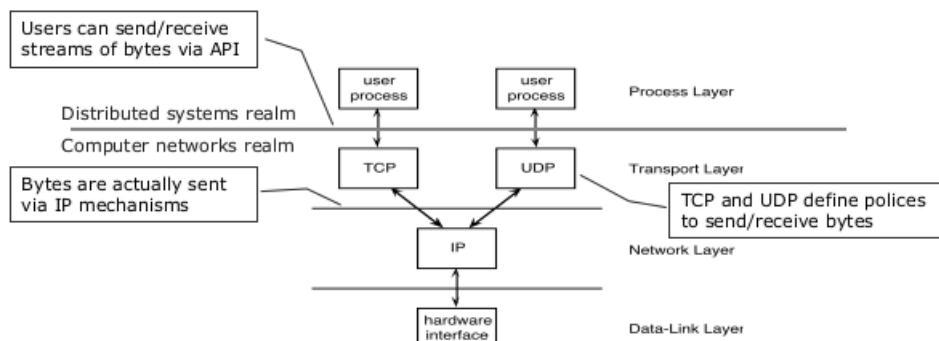 Users can send/receive
streams of bytes via API
user
process
user
process
Process Layer
Distributed systems realm
Computer networks realm
TCP
UDP
Transport Layer
Bytes are actually sent
via IP mechanisms
TCP and UDP define polices
to send/receive bytes
IP
Network Layer
hardware
interface
Data-Link Layer